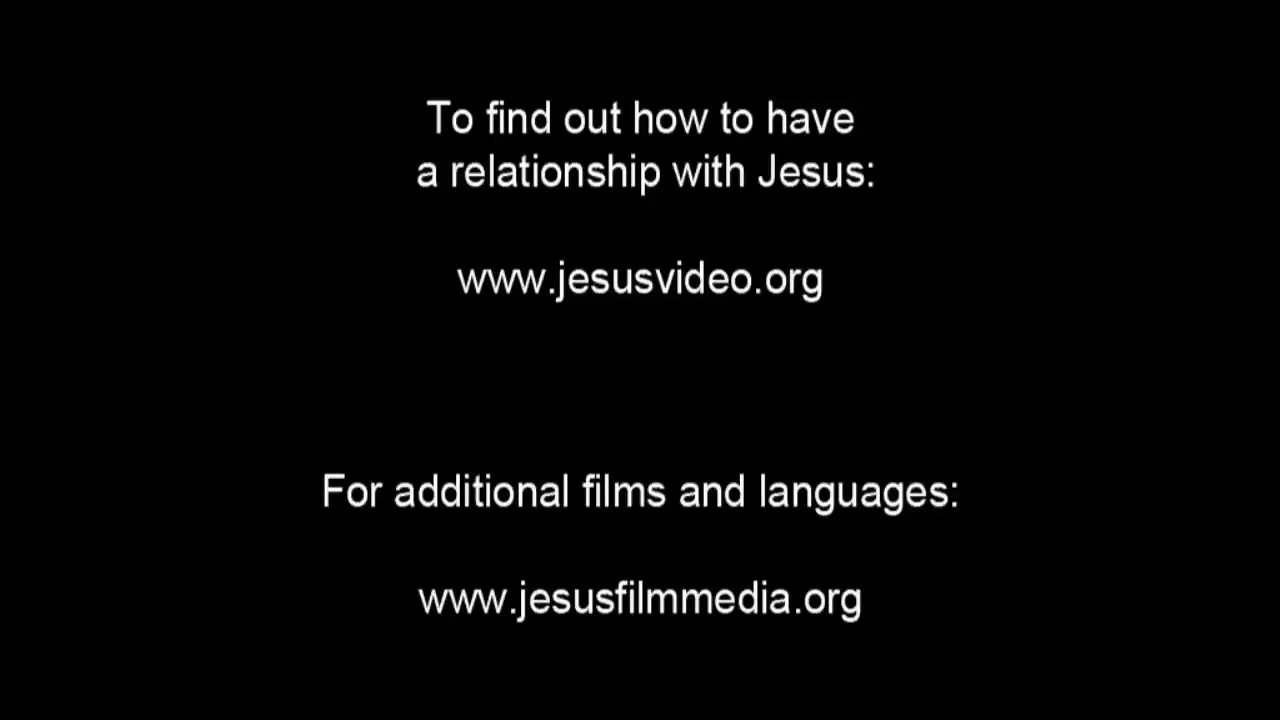 To find out how to have
a relationship with Jesus:
www.jesusvideo.org
For additional films and languages:
www.jesusfilmmedia.org